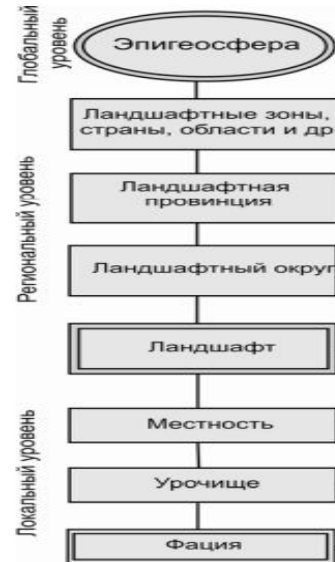 Глобальный
уровень
Эпигеосфера
Ландшафтные зоны,
страны, области и др
Региональный уровень
Ландшафтная
провинция
Ландшафтный округ
Ландшафт
Локальный уровень
Местность
Урочище
Фация